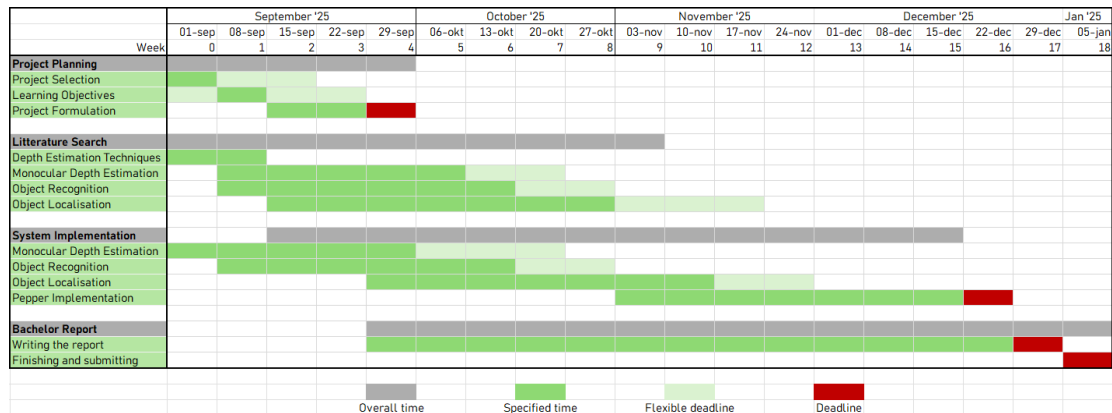 September '25 October '25 November '25 December '25 Jan '25
01-sep 08-sep 15-sep 22-sep 29-sep 06-okt 13-okt 20-okt 27-okt 03-nov 10-nov 17-nov 24-nov 01-dec 08-dec 15-dec 22-dec 29-dec 05-jan
Week 0 1 2 3 4 5 6 7 8 9 10 11 12 13 14 15 16 17 18
Project Planning
Project Selection
Learning Objectives
Project Formulation
Litterature Search
Depth Estimation Techniques
Monocular Depth Estimation
Object Recognition
Object Localisation
System Implementation
Monocular Depth Estimation
Object Recognition
Object Localisation
Pepper Implementation
Bachelor Report
Writing the report
Finishing and submitting
Overall time Specified time Flexible deadline Deadline